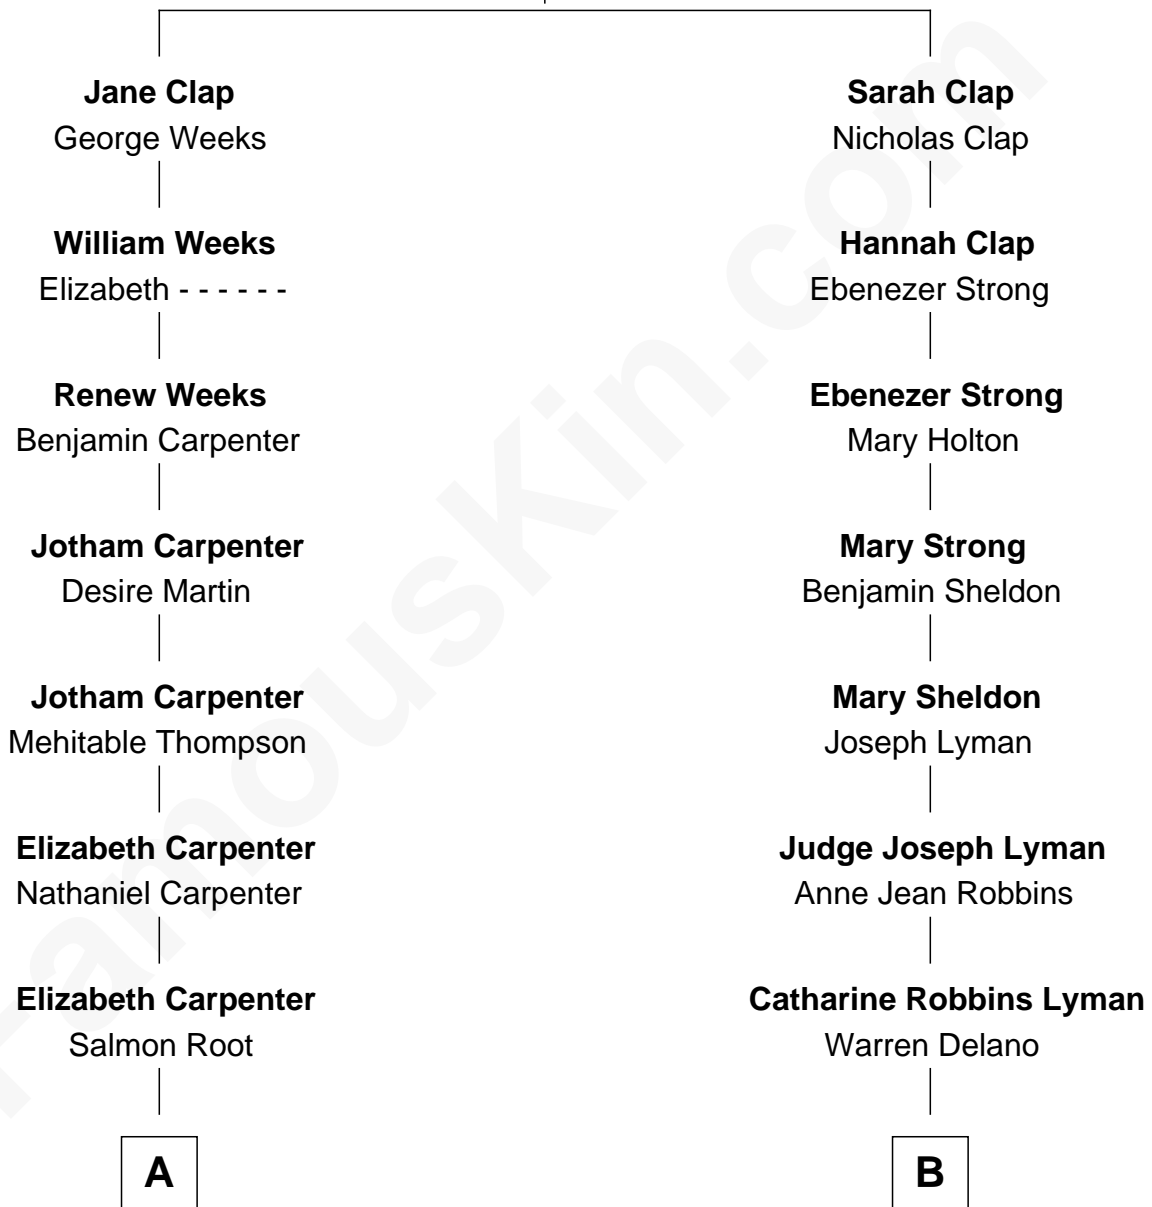 Jane Clap
George Weeks
William Weeks
Elizabeth - - - - - -
Renew Weeks
Benjamin Carpenter
Jotham Carpenter
Desire Martin
Jotham Carpenter
Mehitable Thompson
Elizabeth Carpenter
Nathaniel Carpenter
Elizabeth Carpenter
Salmon Root
A
Sarah Clap
Nicholas Clap
Hannah Clap
Ebenezer Strong
Ebenezer Strong
Mary Holton
Mary Strong
Benjamin Sheldon
Mary Sheldon
Joseph Lyman
Judge Joseph Lyman
Anne Jean Robbins
Catharine Robbins Lyman
Warren Delano
B
FamousKin.com